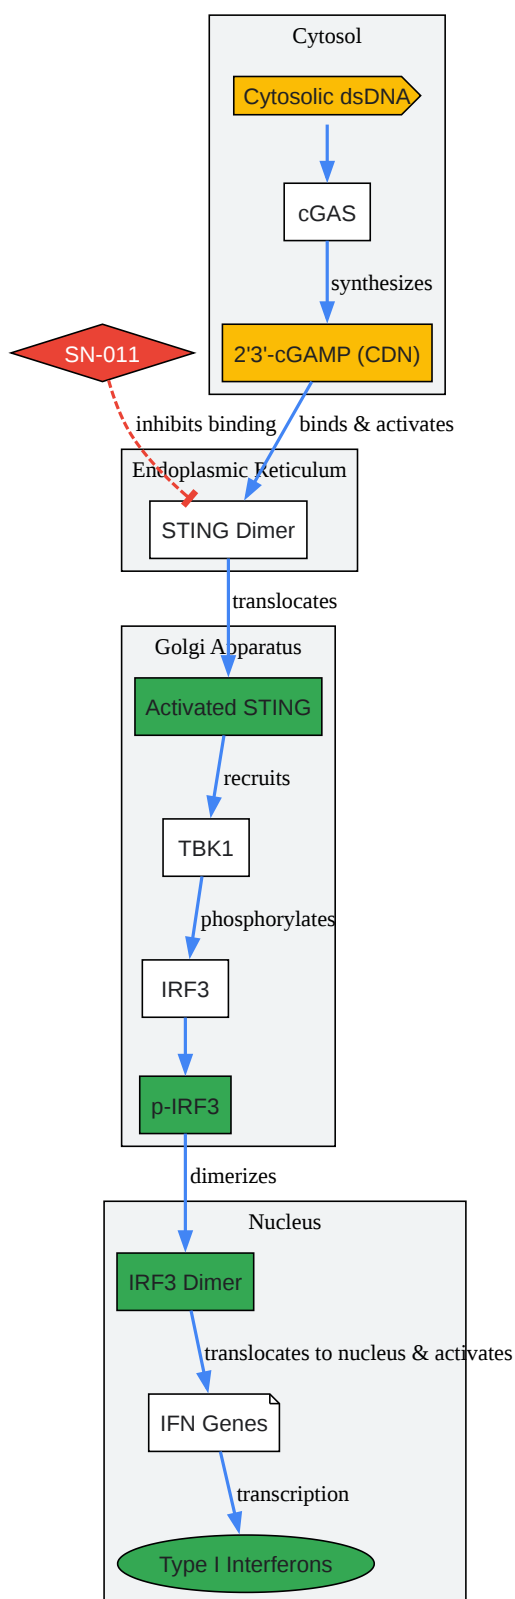 Cytosol
Cytosolic dsDNA
cGAS
synthesizes
SN-011
2'3'-cGAMP (CDN)
inhibits binding
binds & activates
Endoplasmic Reticulum
STING Dimer
translocates
Golgi Apparatus
Activated STING
recruits
TBK1
phosphorylates
IRF3
p-IRF3
dimerizes
Nucleus
IRF3 Dimer
translocates to nucleus & activates
IFN Genes
transcription
Type I Interferons